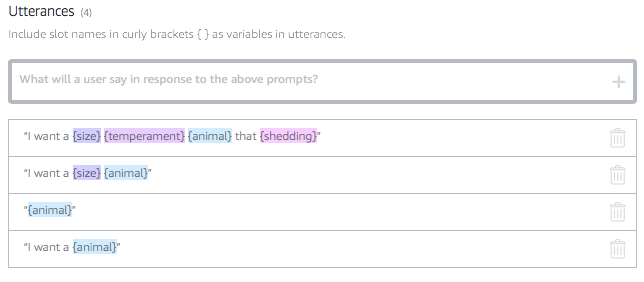 Utterances (4)
Include slot names in curly brackets { } as variables in utterances.
What will a user say in response to the above prompts?
“I want a {size} {temperament} {animal} that {shedding}”
“I want a {size} {animal}”
“{animal}”
“I want a {animal}”